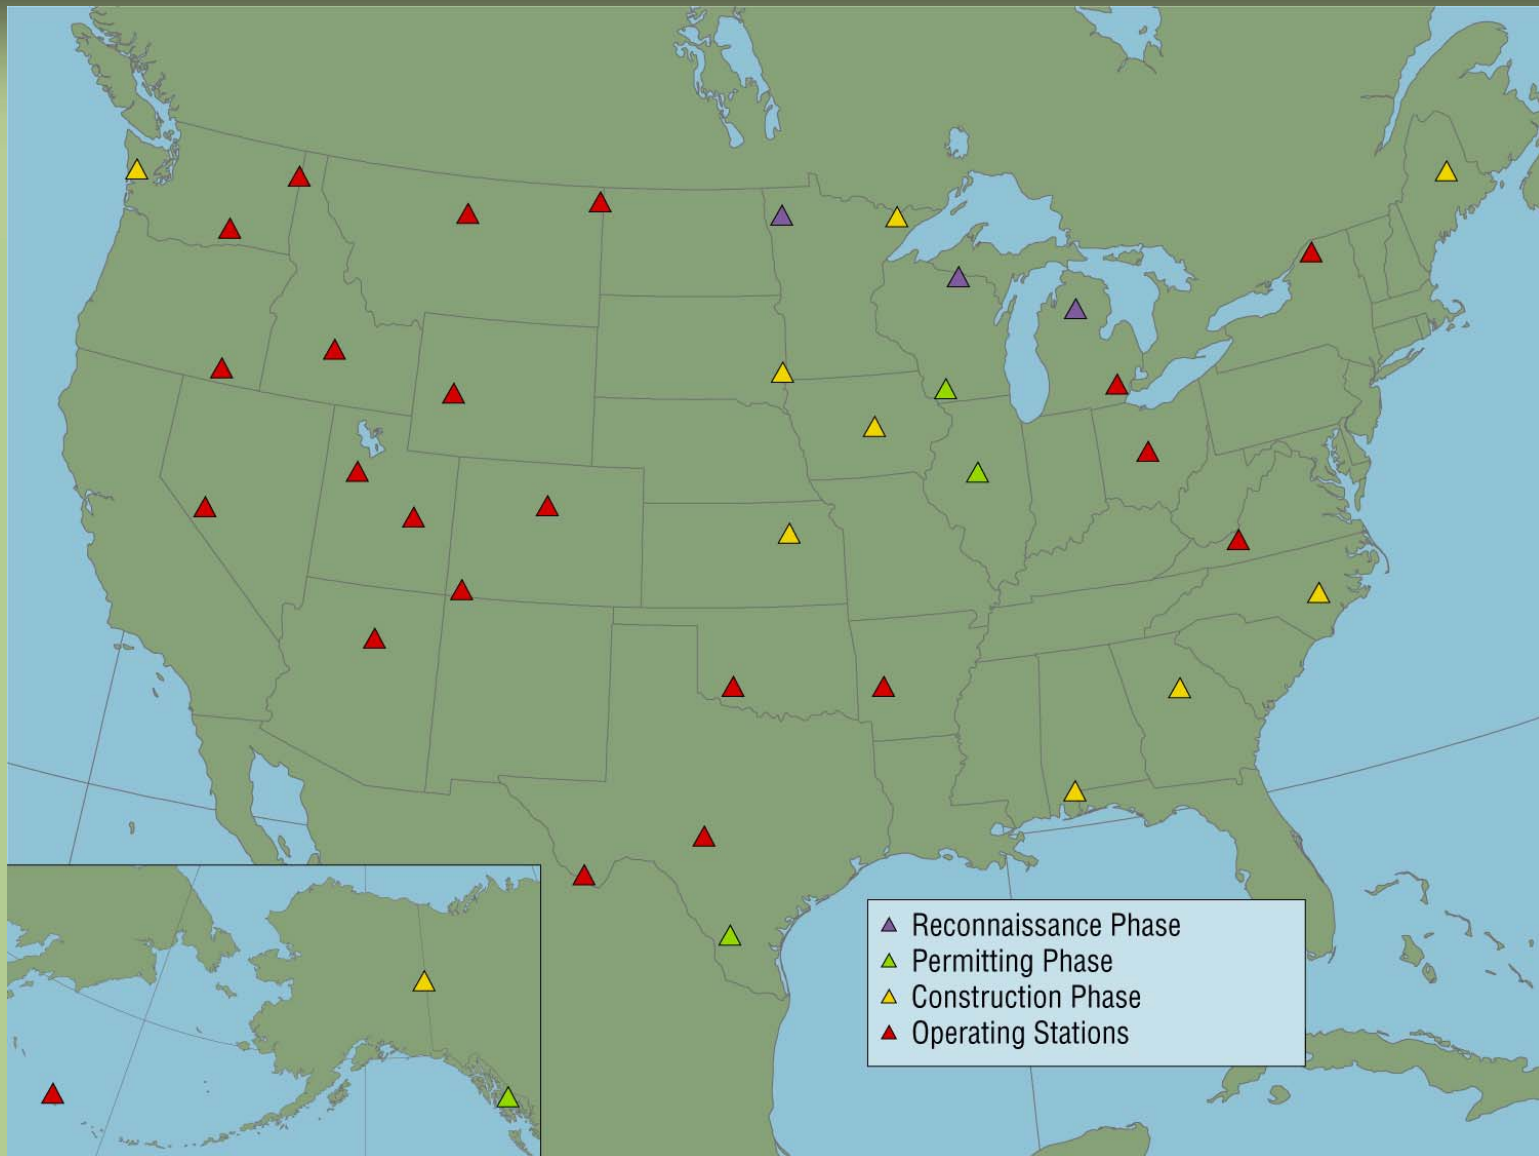 Reconnaissance Phase
Permitting Phase
Construction Phase
Operating Stations